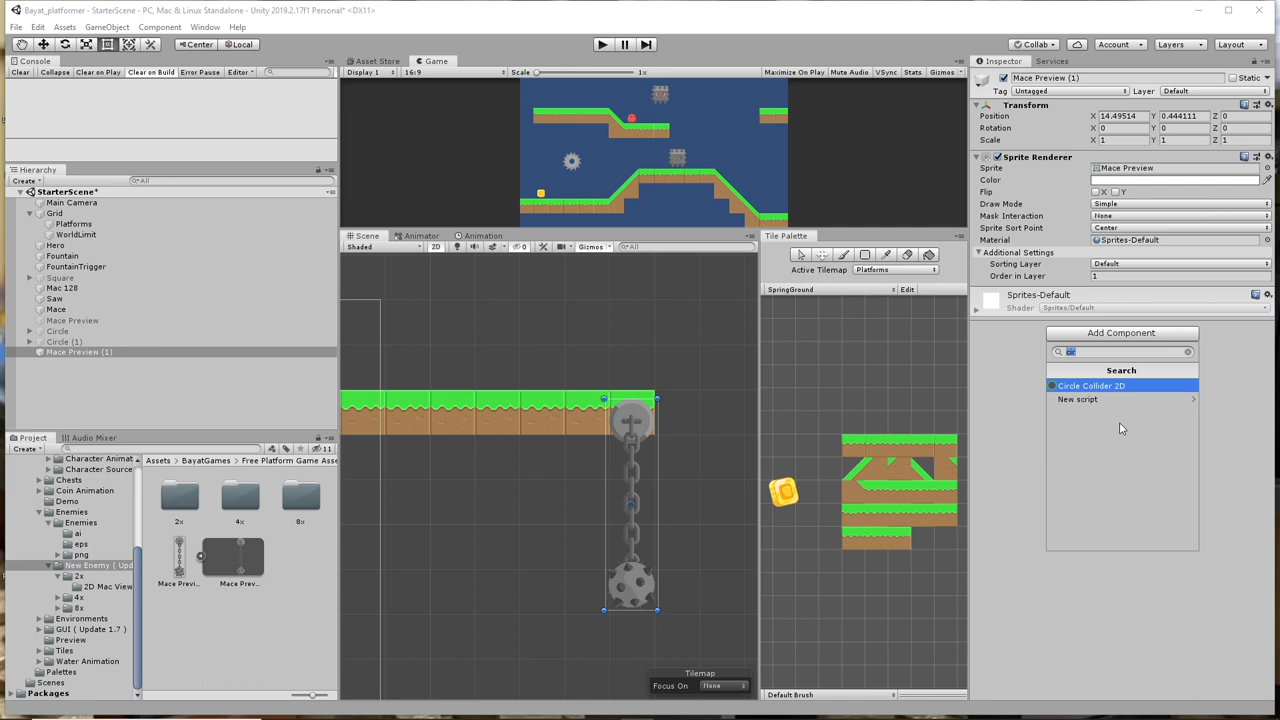 Bayat_platformer - StarterScene - PC, Mac & Linux Standalone - Unity 2019.2.17f1 Personal* <DX11>
File Edit Assets GameObject Component Window Help
Center Local
Collab Account Layers Layout
Console
Clear Collapse Clear on Play Clear on Build Error Pause Editor
Asset Store Game
Display 1 16:9 Scale 1x Maximize On Play Mute Audio VSync Stats Gizmos
Hierarchy
Create All
StarterScene*
Main Camera
Grid
Platforms
WorldLimit
Hero
Fountain
FountainTrigger
Square
Mac 128
Saw
Mace
Mace Preview
Circle
Circle (1)
Mace Preview (1)
Scene Animator Animation
Shaded 2D 0 Gizmos All
Tilemap
Focus On None
Tile Palette
Active Tilemap Platforms
SpringGround Edit
Default Brush
Project Audio Mixer
Create 11
Character Animat
Character Source
Chests
Coin Animation
Demo
Enemies
Enemies
ai
eps
png
New Enemy ( Upd
2x
2D Mac View
4x
8x
Environments
GUI ( Update 1.7 )
Preview
Tiles
Water Animation
Palettes
Scenes
Packages
Assets BayatGames Free Platform Game Asse
2x 4x 8x
Mace Previ... Mace Prev...
Inspector Services
Mace Preview (1) Static
Tag Untagged Layer Default
Transform
Position X 14.49514 Y 0.444111 Z 0
Rotation X 0 Y 0 Z 0
Scale X 1 Y 1 Z 1
Sprite Renderer
Sprite Mace Preview
Color
Flip X Y
Draw Mode Simple
Mask Interaction None
Sprite Sort Point Center
Material Sprites-Default
Additional Settings
Sorting Layer Default
Order in Layer 1
Sprites-Default
Shader Sprites/Default
Add Component
cir
Search
Circle Collider 2D
New script